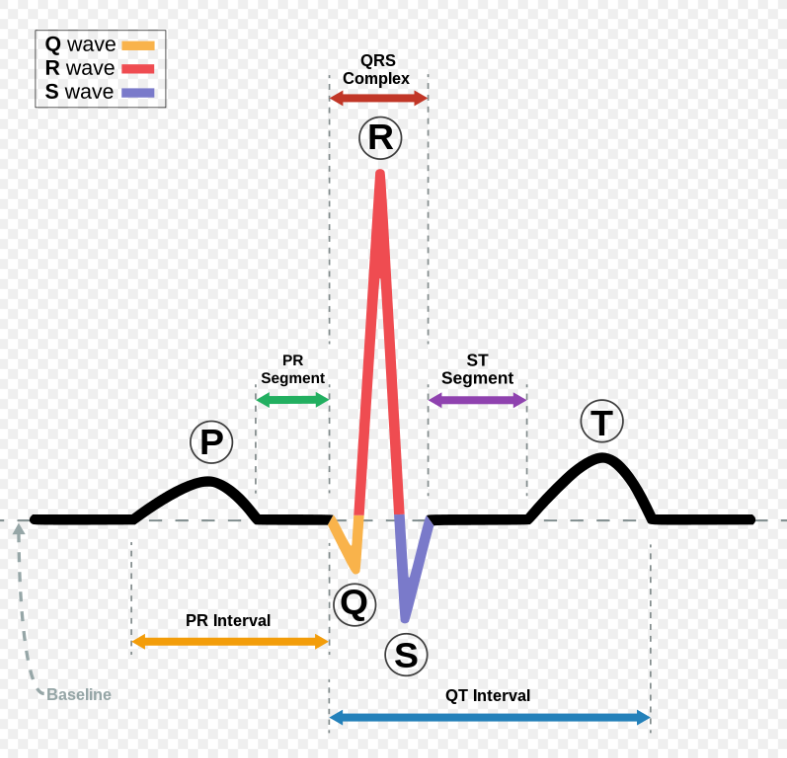 Q wave
R wave
S wave
QRS
Complex
R
PR
Segment
ST
Segment
P
T
Q
PR Interval
S
Baseline
QT Interval